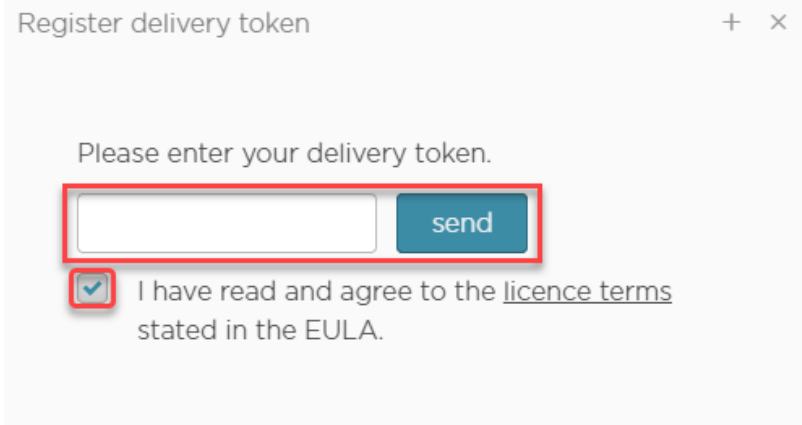 Register delivery token
Please enter your delivery token.
send
I have read and agree to the licence terms
stated in the EULA.